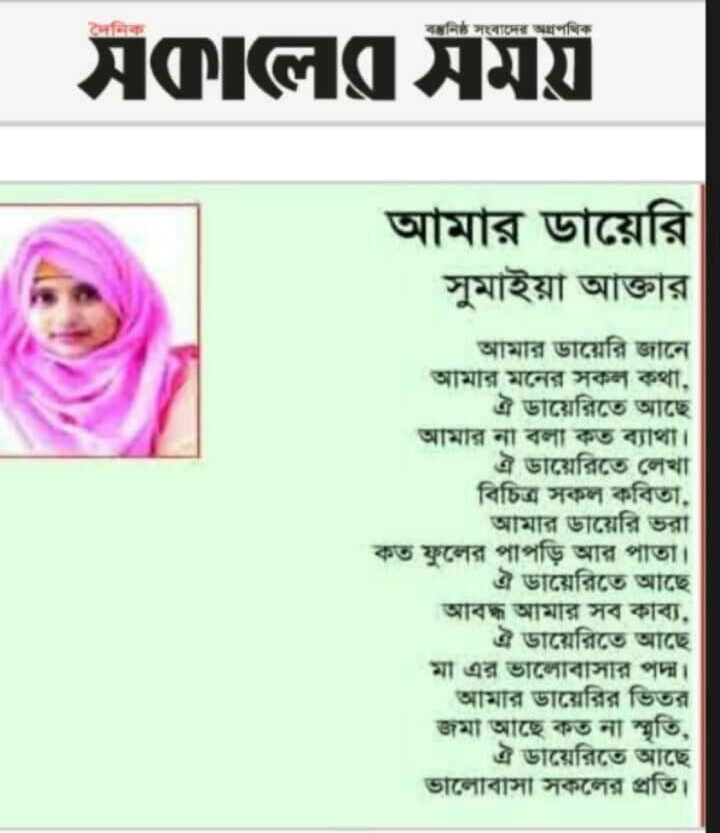 দৈনিক
বস্তুনিষ্ঠ সংবাদের অগ্রপথিক
সকালের সময়
আমার ডায়েরি
সুমাইয়া আক্তার
আমার ডায়েরি জানে
আমার মনের সকল কথা,
ঐ ডায়েরিতে আছে
আমার না বলা কত ব্যাথা।
ঐ ডায়েরিতে লেখা
বিচিত্র সকল কবিতা,
আমার ডায়েরি ভরা
কত ফুলের পাপড়ি আর পাতা।
ঐ ডায়েরিতে আছে
আবদ্ধ আমার সব কাব্য,
ঐ ডায়েরিতে আছে
মা এর ভালোবাসার পদ্ম।
আমার ডায়েরির ভিতর
জমা আছে কত না স্মৃতি,
ঐ ডায়েরিতে আছে
ভালোবাসা সকলের প্রতি।